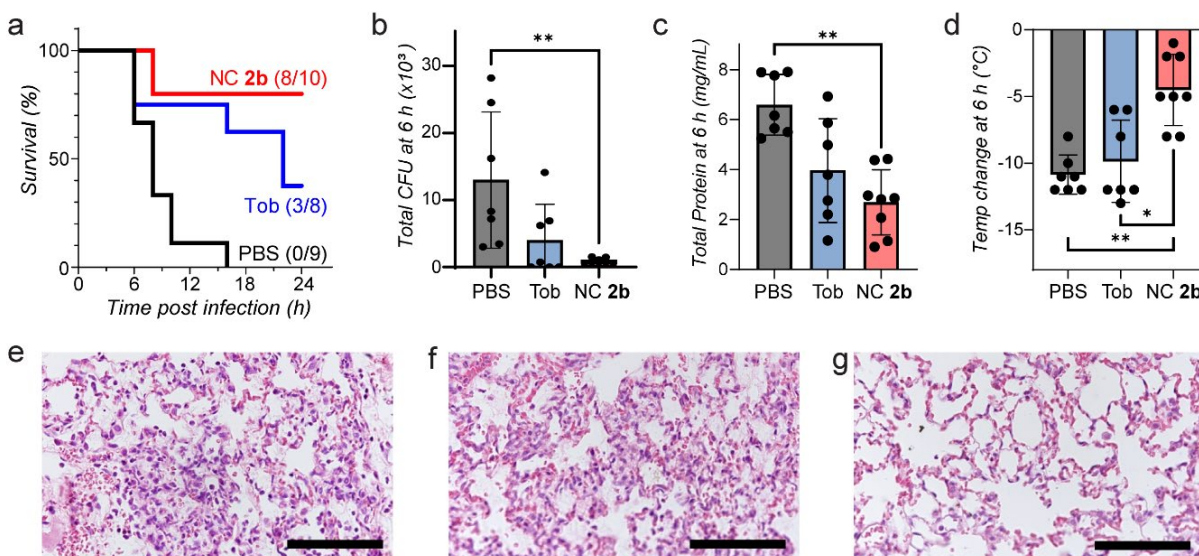 a
Survival (%)
100
50
0
0 6 12 18 24
Time post infection (h)
NC 2b (8/10)
Tob (3/8)
PBS (0/9)
b
Total CFU at 6 h (x10³)
30
20
10
0
**
PBS Tob NC 2b
c
Total Protein at 6 h (mg/mL)
8
6
4
2
0
**
PBS Tob NC 2b
d
Temp change at 6 h (°C)
0
-5
-10
-15
*
**
PBS Tob NC 2b
e
f
g